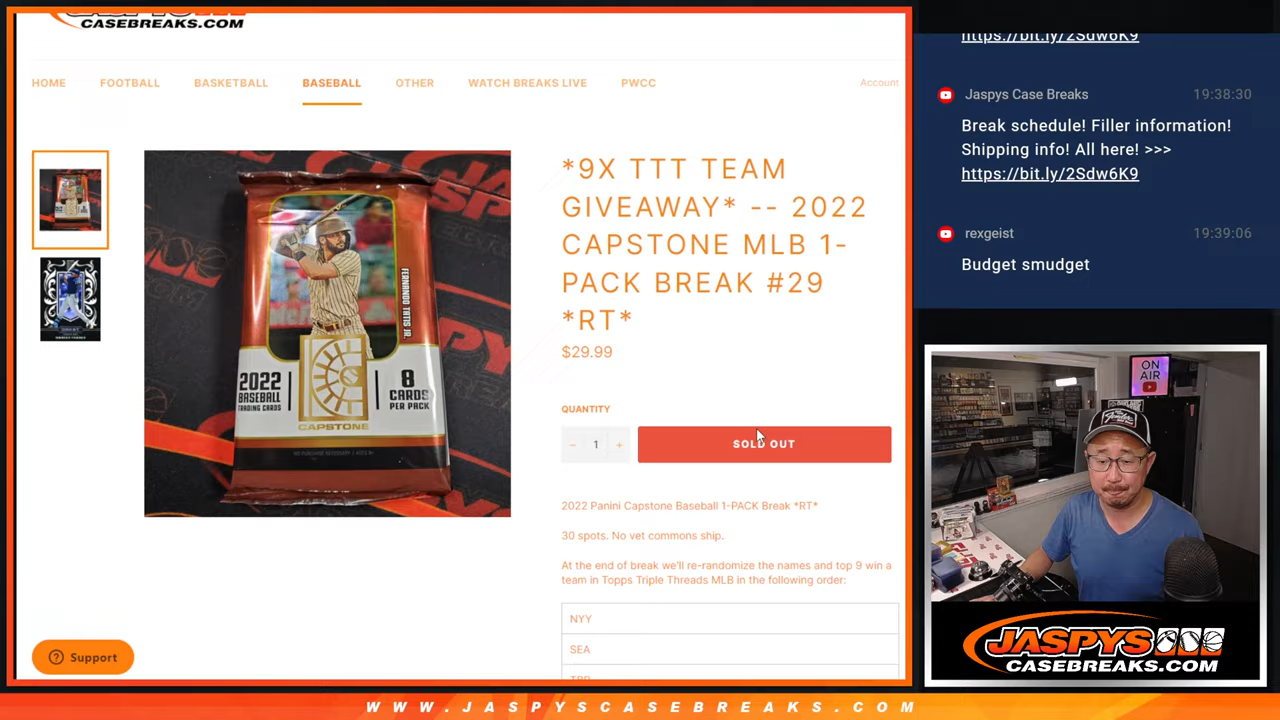 CASEBREAKS.COM
HOME FOOTBALL BASKETBALL BASEBALL OTHER WATCH BREAKS LIVE PWCC Account
*9X TTT TEAM
GIVEAWAY* -- 2022
CAPSTONE MLB 1-
PACK BREAK #29
*RT*
$29.99
QUANTITY
− 1 + SOLD OUT
2022 Panini Capstone Baseball 1-PACK Break *RT*
30 spots. No vet commons ship.
At the end of break we'll re-randomize the names and top 9 win a
team in Topps Triple Threads MLB in the following order:
NYY
SEA
FERNANDO TATIS JR.
2022
BASEBALL
TRADING CARDS
8
CARDS
PER PACK
CAPSTONE
Support
https://bit.ly/2Sdw6K9
Jaspys Case Breaks 19:38:30
Break schedule! Filler information!
Shipping info! All here! >>>
https://bit.ly/2Sdw6K9
rexgeist 19:39:06
Budget smudget
ON
AIR
JASPYS
CASEBREAKS.COM
WWW.JASPYSCASEBREAKS.COM